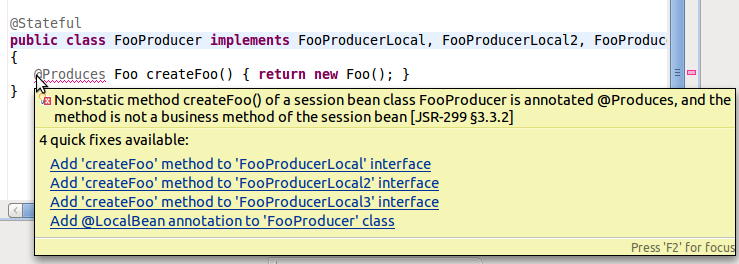 @Stateful
public class FooProducer implements FooProducerLocal, FooProducerLocal2, FooProduc
{
@Produces Foo createFoo() { return new Foo(); }
}
Non-static method createFoo() of a session bean class FooProducer is annotated @Produces, and the
method is not a business method of the session bean [JSR-299 §3.3.2]
4 quick fixes available:
Add 'createFoo' method to 'FooProducerLocal' interface
Add 'createFoo' method to 'FooProducerLocal2' interface
Add 'createFoo' method to 'FooProducerLocal3' interface
Add @LocalBean annotation to 'FooProducer' class
Press 'F2' for focus